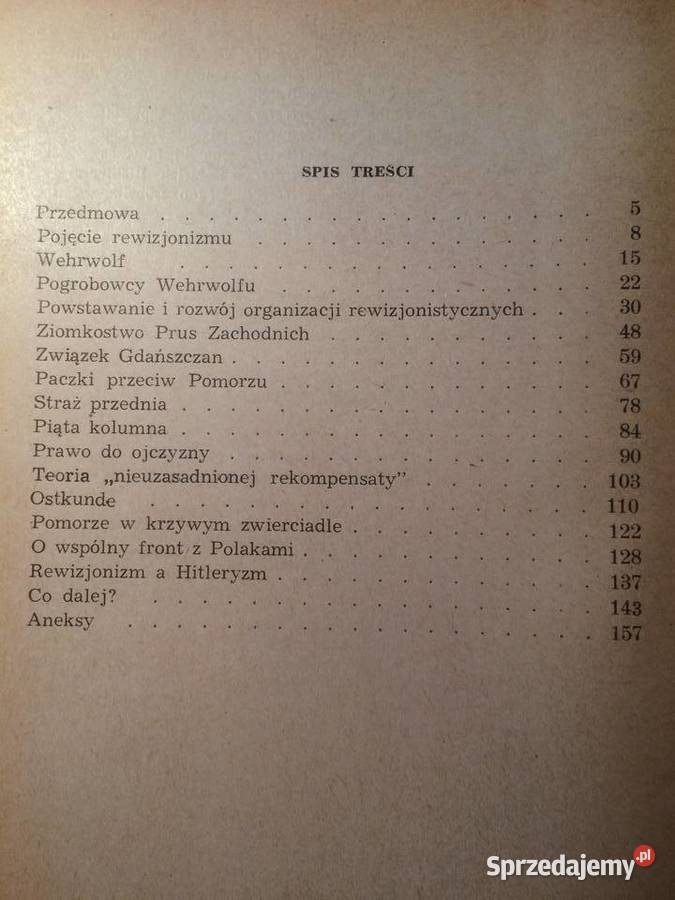 SPIS TREŚCI
Przedmowa . . . . . . . . . . . . . . . . . 5
Pojęcie rewizjonizmu . . . . . . . . . . . . 8
Wehrwolf . . . . . . . . . . . . . . . . 15
Pogrobowcy Wehrwolfu . . . . . . . . . . . . 22
Powstawanie i rozwój organizacji rewizjonistycznych . . . 30
Ziomkostwo Prus Zachodnich . . . . . . . . . 48
Związek Gdańszczan . . . . . . . . . . . . . 59
Paczki przeciw Pomorzu . . . . . . . . . . . 67
Straż przednia . . . . . . . . . . . . . . . 78
Piąta kolumna . . . . . . . . . . . . . . . 84
Prawo do ojczyzny . . . . . . . . . . . . . 90
Teoria „nieuzasadnionej rekompensaty” . . . . . . 103
Ostkunde . . . . . . . . . . . . . . . . 110
Pomorze w krzywym zwierciadle . . . . . . . . . 122
O wspólny front z Polakami . . . . . . . . . . 128
Rewizjonizm a Hitleryzm . . . . . . . . . . . 137
Co dalej? . . . . . . . . . . . . . . . . 143
Aneksy . . . . . . . . . . . . . . . . . 157
Sprzedajemy.pl